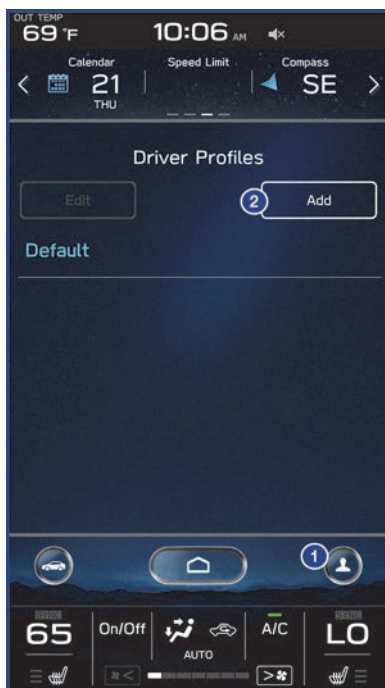 OUT TEMP
69 °F 10:06 AM
Calendar Speed Limit Compass
21 SE
THU
Driver Profiles
Edit 2 Add
Default
1
65 On/Off A/C LO
AUTO